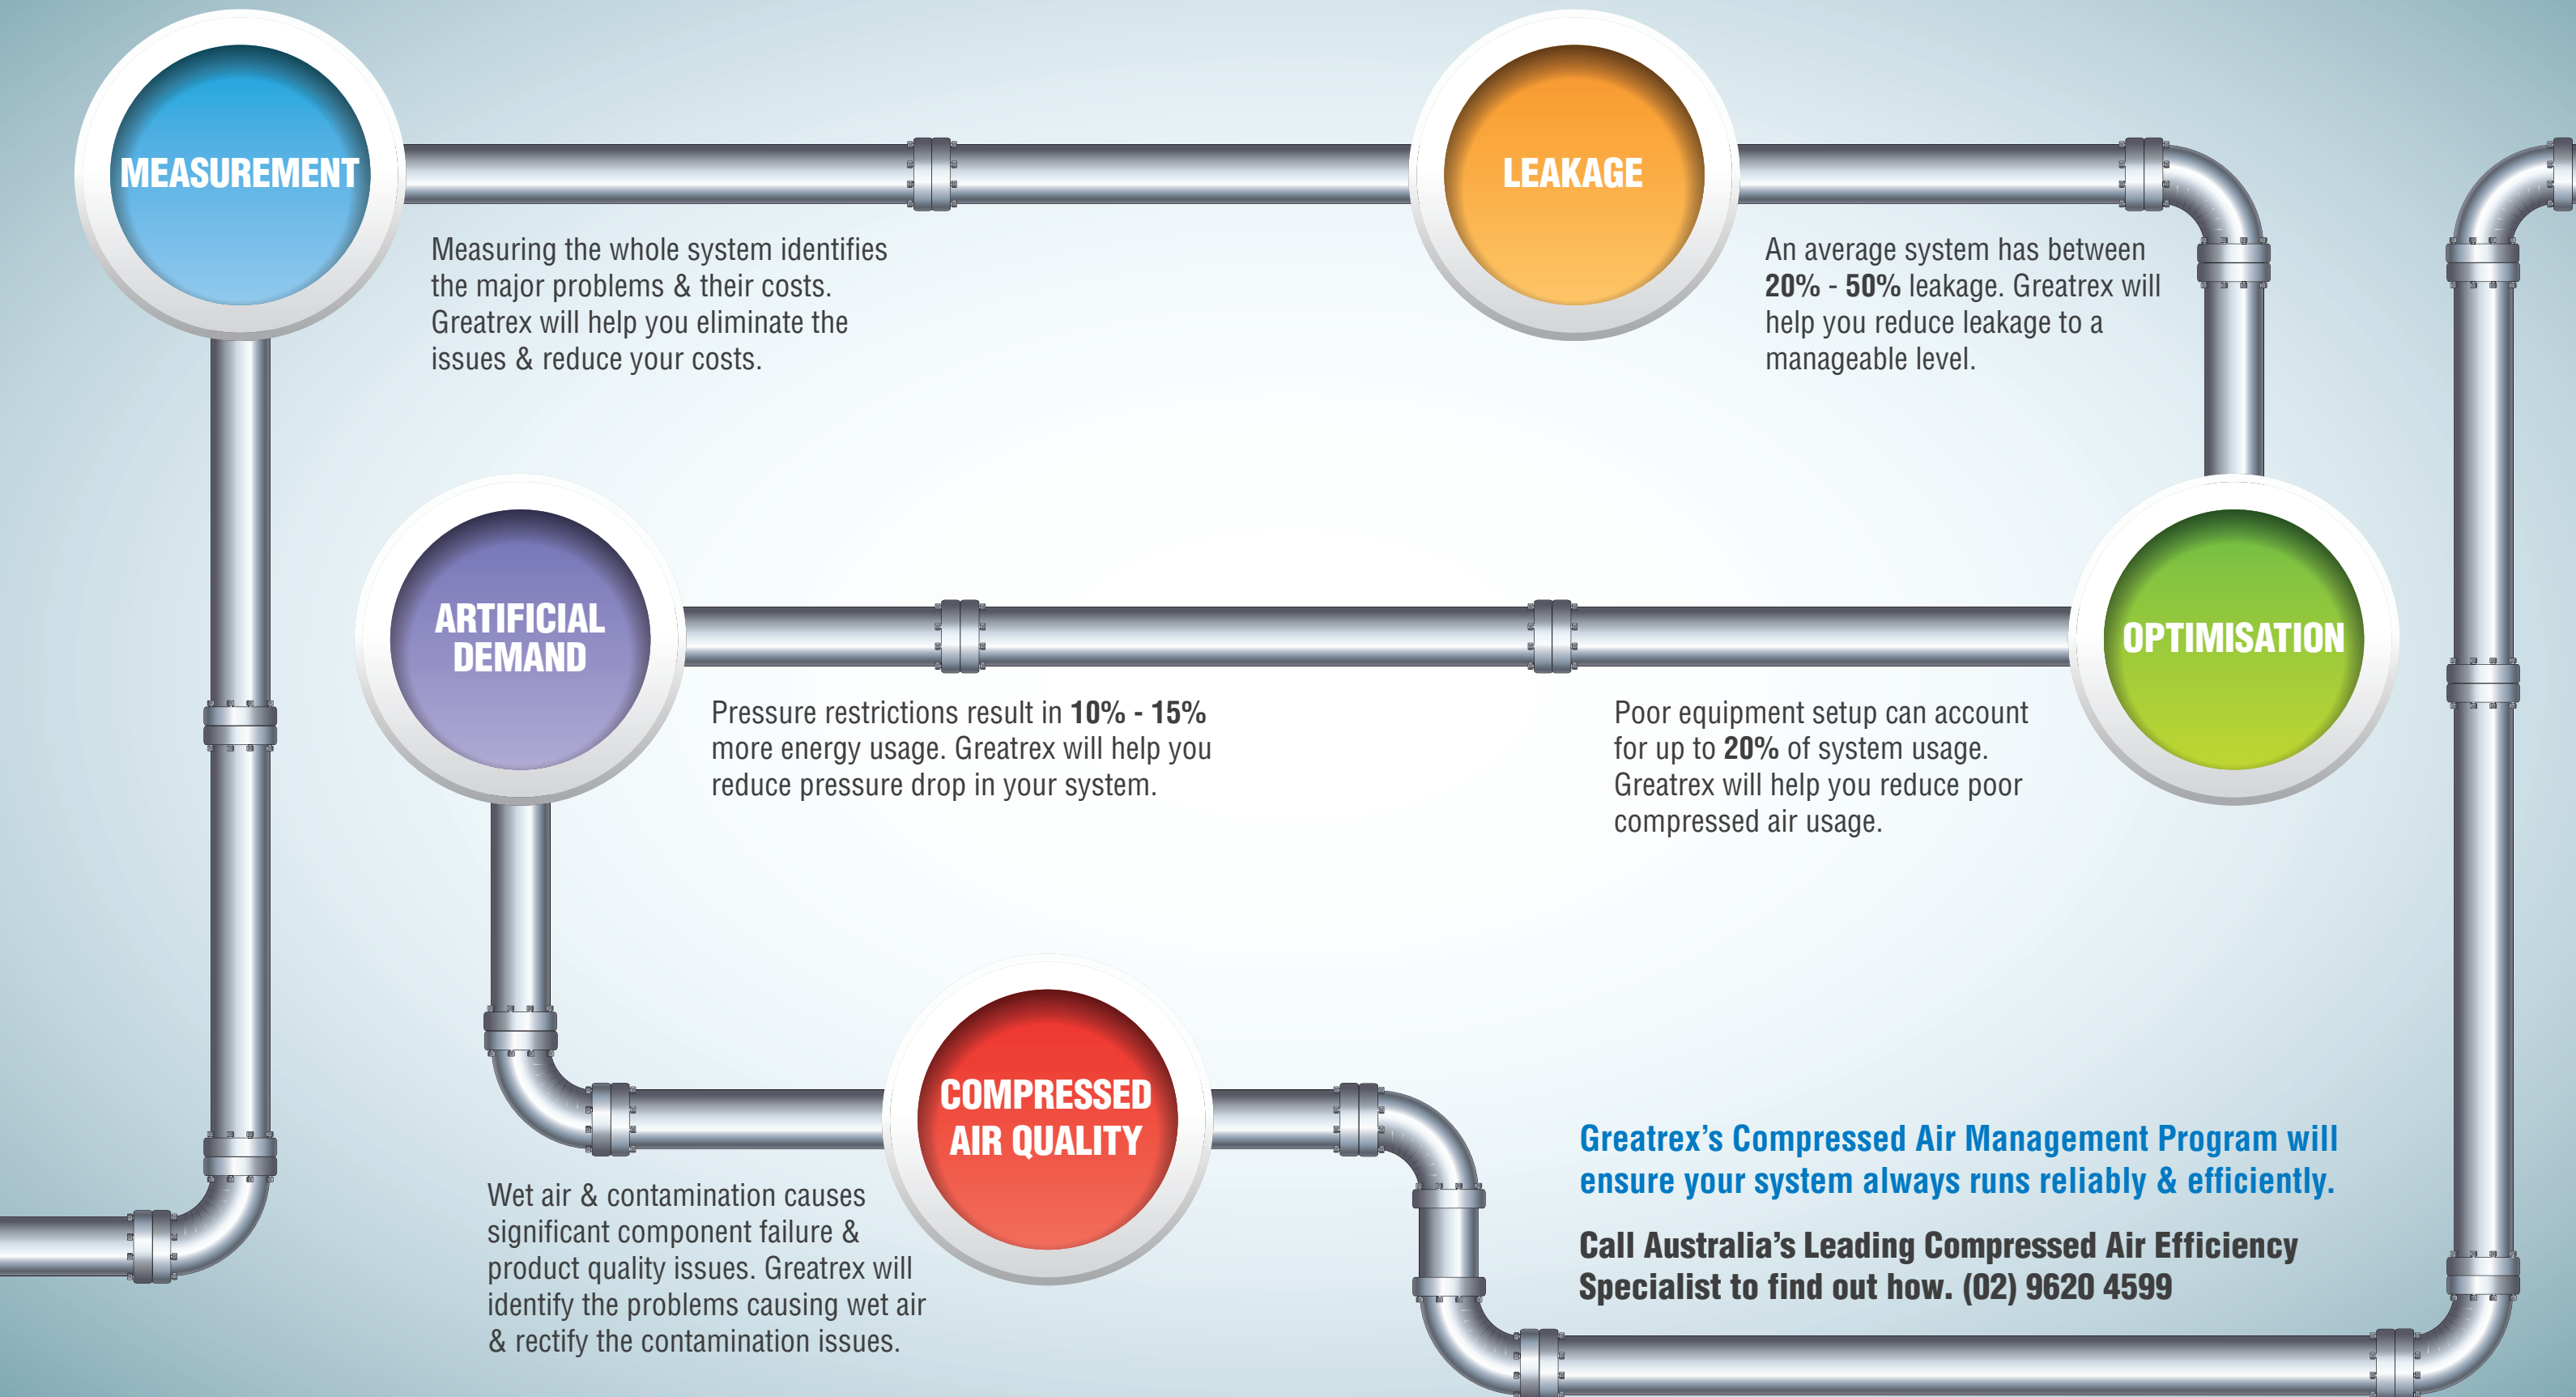 MEASUREMENT
Measuring the whole system identifies
the major problems & their costs.
Greatrex will help you eliminate the
issues & reduce your costs.
LEAKAGE
An average system has between
20% - 50% leakage. Greatrex will
help you reduce leakage to a
manageable level.
ARTIFICIAL
DEMAND
Pressure restrictions result in 10% - 15%
more energy usage. Greatrex will help you
reduce pressure drop in your system.
OPTIMISATION
Poor equipment setup can account
for up to 20% of system usage.
Greatrex will help you reduce poor
compressed air usage.
COMPRESSED
AIR QUALITY
Wet air & contamination causes
significant component failure &
product quality issues. Greatrex will
identify the problems causing wet air
& rectify the contamination issues.
Greatrex’s Compressed Air Management Program will
ensure your system always runs reliably & efficiently.
Call Australia’s Leading Compressed Air Efficiency
Specialist to find out how. (02) 9620 4599